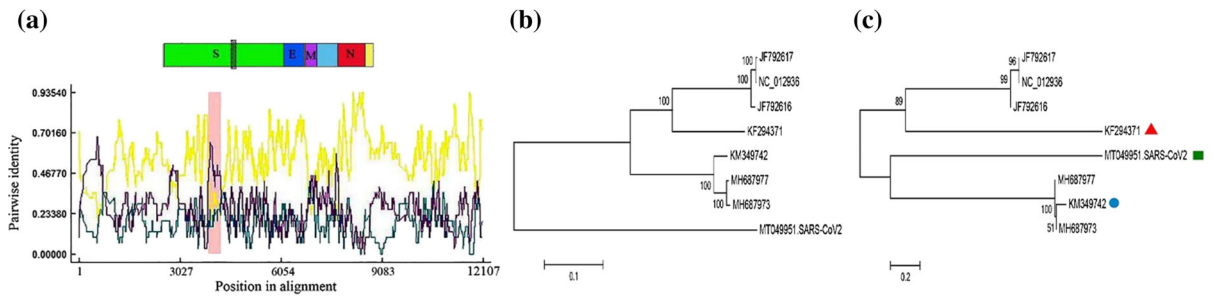 (a)
S E M N
0.93540
0.70160
0.46770
0.23380
0.00000
Pairwise identity
1 3027 6054 9083 12107
Position in alignment
(b)
JF792617
100
100
NC_012936
JF792616
100
KF294371
KM349742
MH687977
100
100
MH687973
MT049951.SARS-CoV2
0.1
(c)
JF792617
96
99
NC_012936
JF792616
89
KF294371
MT049951.SARS-CoV2
MH687977
KM349742
100
51
MH687973
0.2